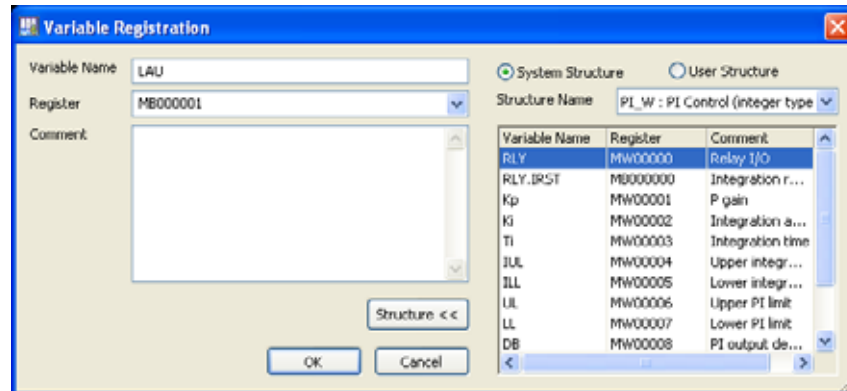 Variable Registration
Variable Name LAU
Register MB000001
Comment
Structure <<
OK Cancel
System Structure User Structure
Structure Name PI_W : PI Control (integer type
Variable Name Register Comment
RLY MW00000 Relay I/O
RLY.IRST MB000000 Integration r...
Kp MW00001 P gain
Ki MW00002 Integration a...
Ti MW00003 Integration time
IUL MW00004 Upper integr...
ILL MW00005 Lower integr...
UL MW00006 Upper PI limit
LL MW00007 Lower PI limit
DB MW00008 PI output de...